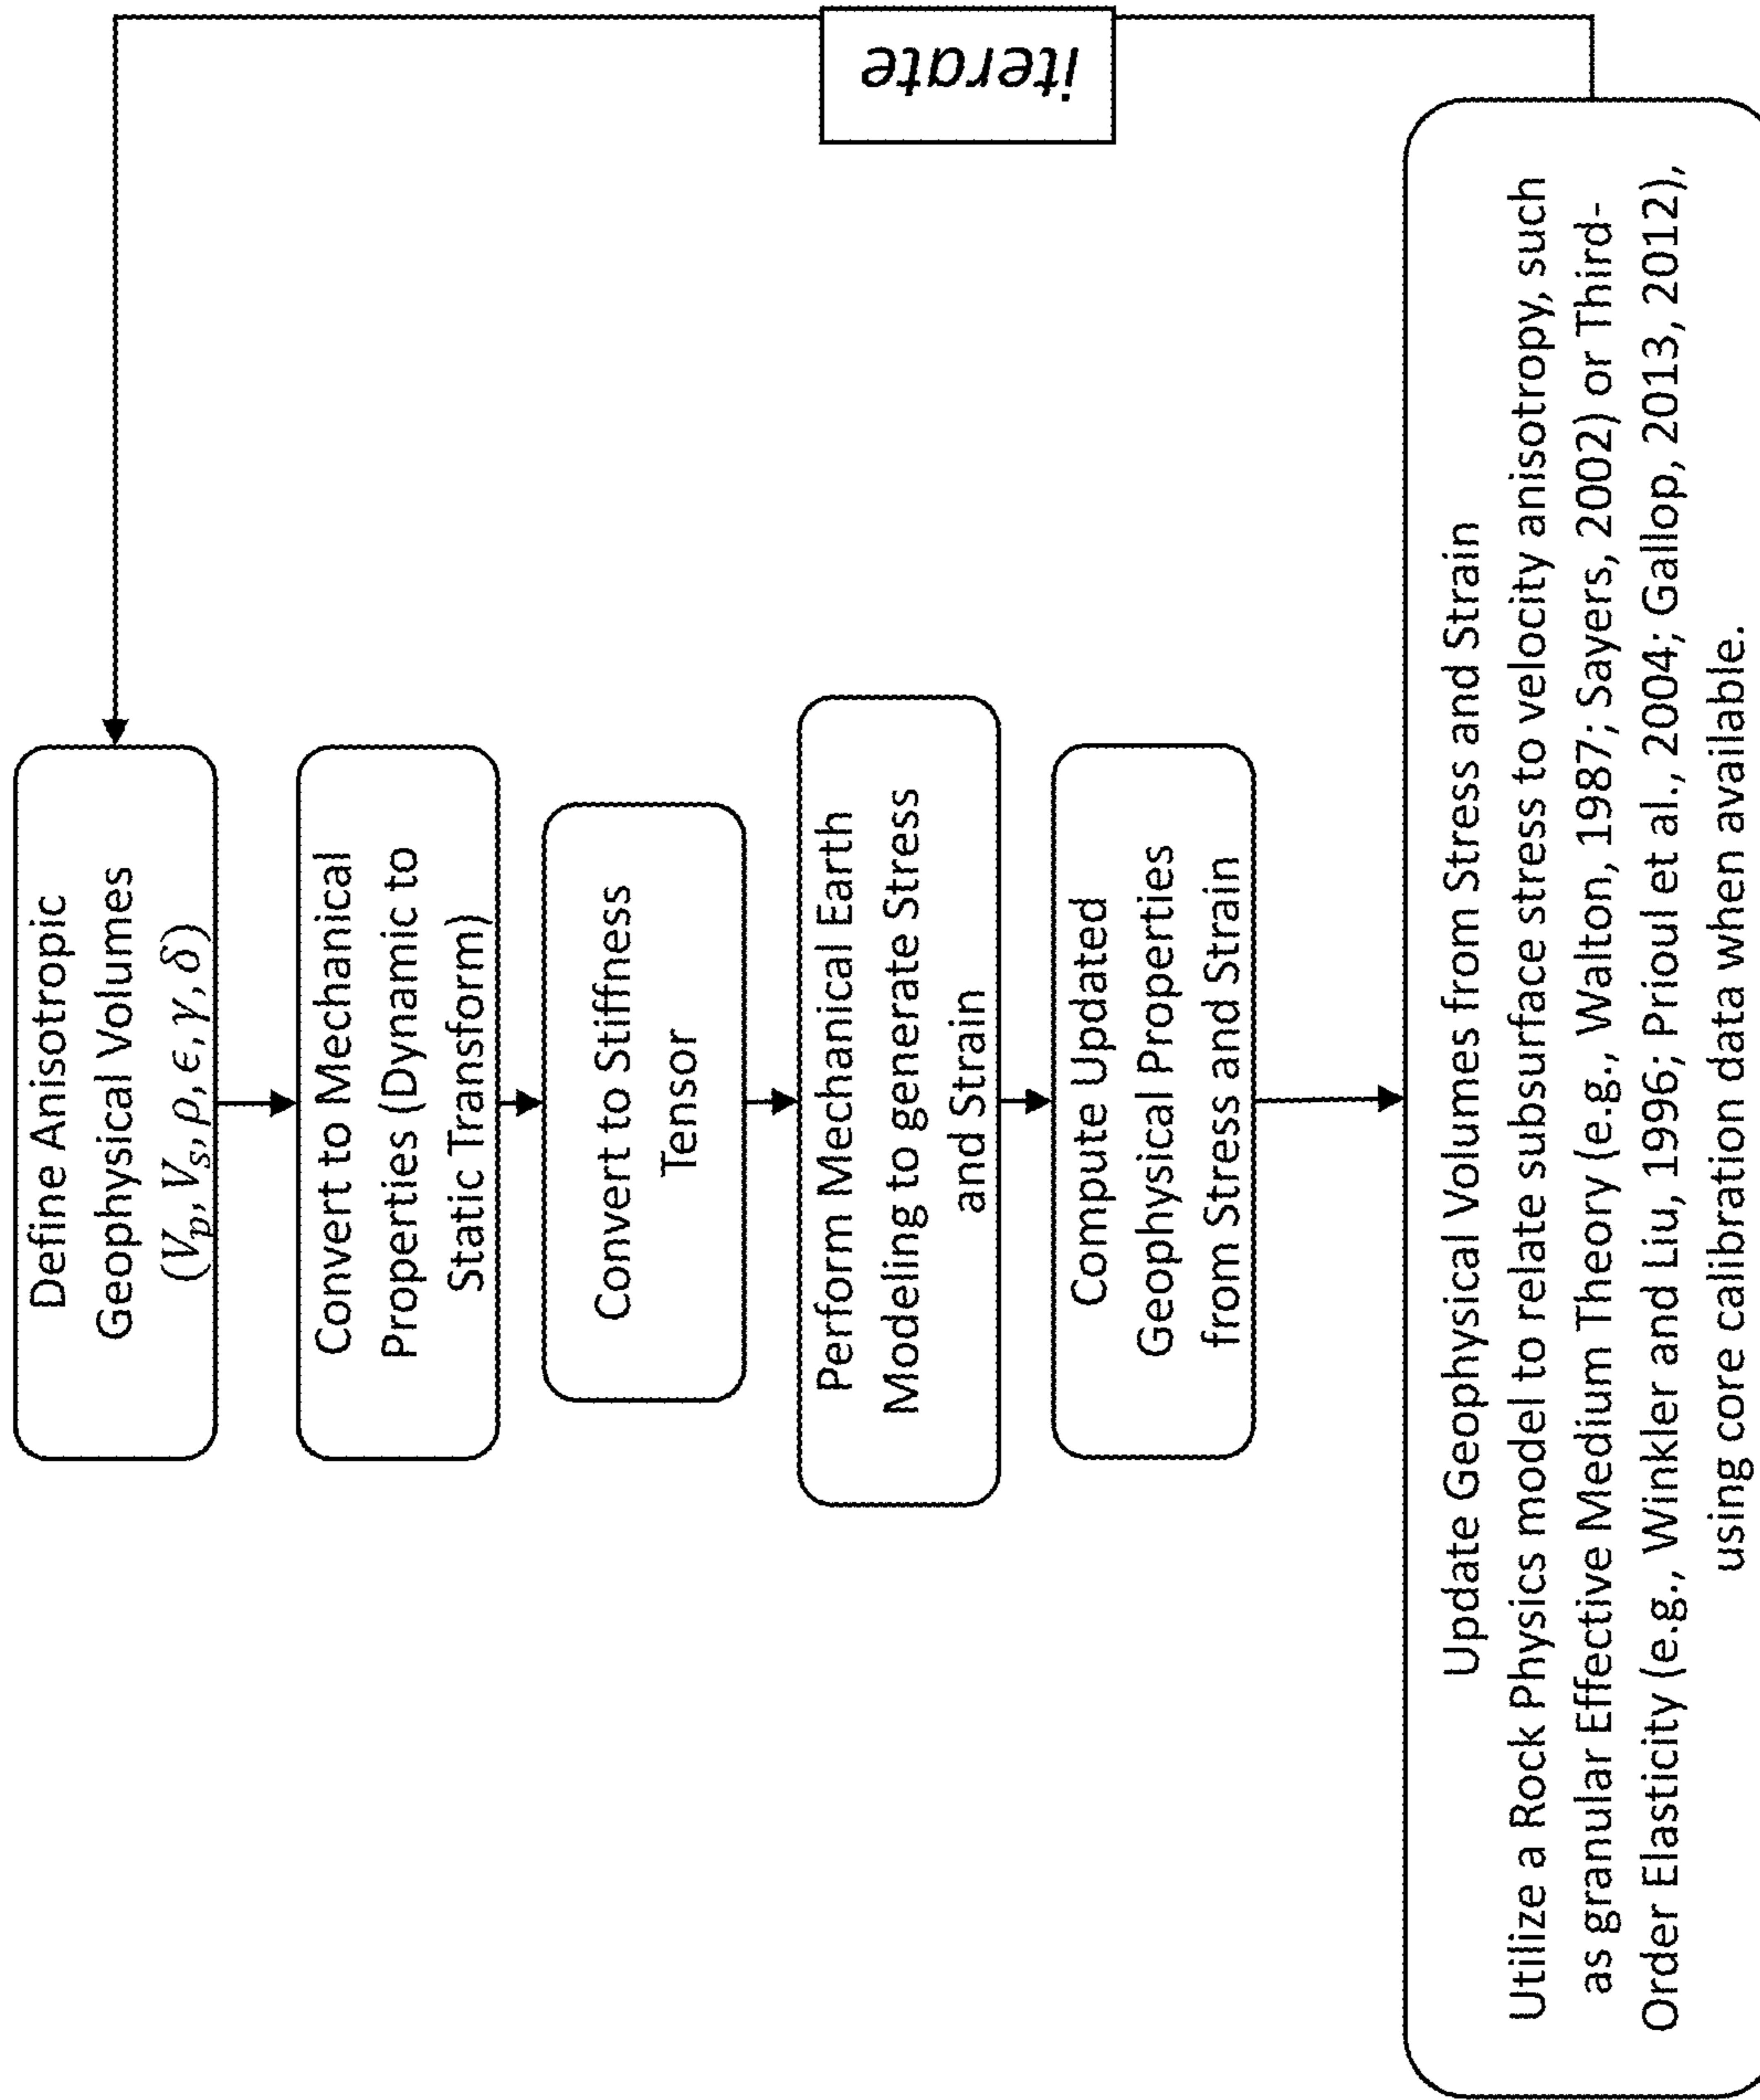 Define Anisotropic
Geophysical Volumes
(V_p, V_s, ρ, ϵ, γ, δ)
Convert to Mechanical
Properties (Dynamic to
Static Transform)
Convert to Stiffness
Tensor
Perform Mechanical Earth
Modeling to generate Stress
and Strain
Compute Updated
Geophysical Properties
from Stress and Strain
Update Geophysical Volumes from Stress and Strain
Utilize a Rock Physics model to relate subsurface stress to velocity anisotropy, such
as granular Effective Medium Theory (e.g., Walton, 1987; Sayers, 2002) or Third-
Order Elasticity (e.g., Winkler and Liu, 1996; Prioul et al., 2004; Gallop, 2013, 2012),
using core calibration data when available.
iterate